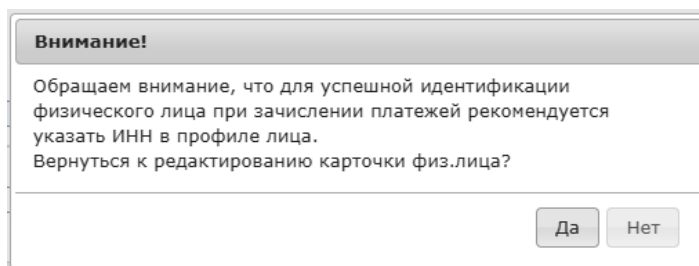 Внимание!
Обращаем внимание, что для успешной идентификации
физического лица при зачислении платежей рекомендуется
указать ИНН в профиле лица.
Вернуться к редактированию карточки физ.лица?
Да
Нет